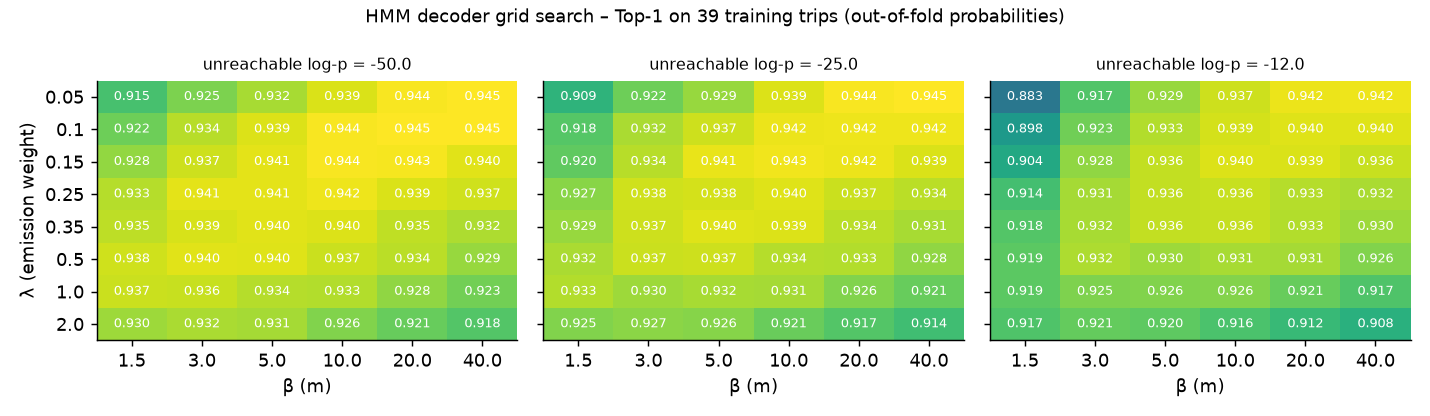 HMM decoder grid search – Top-1 on 39 training trips (out-of-fold probabilities)
unreachable log-p = -50.0
unreachable log-p = -25.0
unreachable log-p = -12.0
λ (emission weight)
0.05 0.915 0.925 0.932 0.939 0.944 0.945 0.909 0.922 0.929 0.939 0.944 0.945 0.883 0.917 0.929 0.937 0.942 0.942
0.1 0.922 0.934 0.939 0.944 0.945 0.945 0.918 0.932 0.937 0.942 0.942 0.942 0.898 0.923 0.933 0.939 0.940 0.940
0.15 0.928 0.937 0.941 0.944 0.943 0.940 0.920 0.934 0.941 0.943 0.942 0.939 0.904 0.928 0.936 0.940 0.939 0.936
0.25 0.933 0.941 0.941 0.942 0.939 0.937 0.927 0.938 0.938 0.940 0.937 0.934 0.914 0.931 0.936 0.936 0.933 0.932
0.35 0.935 0.939 0.940 0.940 0.935 0.932 0.929 0.937 0.940 0.939 0.934 0.931 0.918 0.932 0.936 0.936 0.933 0.930
0.5 0.938 0.940 0.940 0.937 0.934 0.929 0.932 0.937 0.937 0.934 0.933 0.928 0.919 0.932 0.930 0.931 0.931 0.926
1.0 0.937 0.936 0.934 0.933 0.928 0.923 0.933 0.930 0.932 0.931 0.926 0.921 0.919 0.925 0.926 0.926 0.921 0.917
2.0 0.930 0.932 0.931 0.926 0.921 0.918 0.925 0.927 0.926 0.921 0.917 0.914 0.917 0.921 0.920 0.916 0.912 0.908
1.5 3.0 5.0 10.0 20.0 40.0 1.5 3.0 5.0 10.0 20.0 40.0 1.5 3.0 5.0 10.0 20.0 40.0
β (m)
β (m)
β (m)